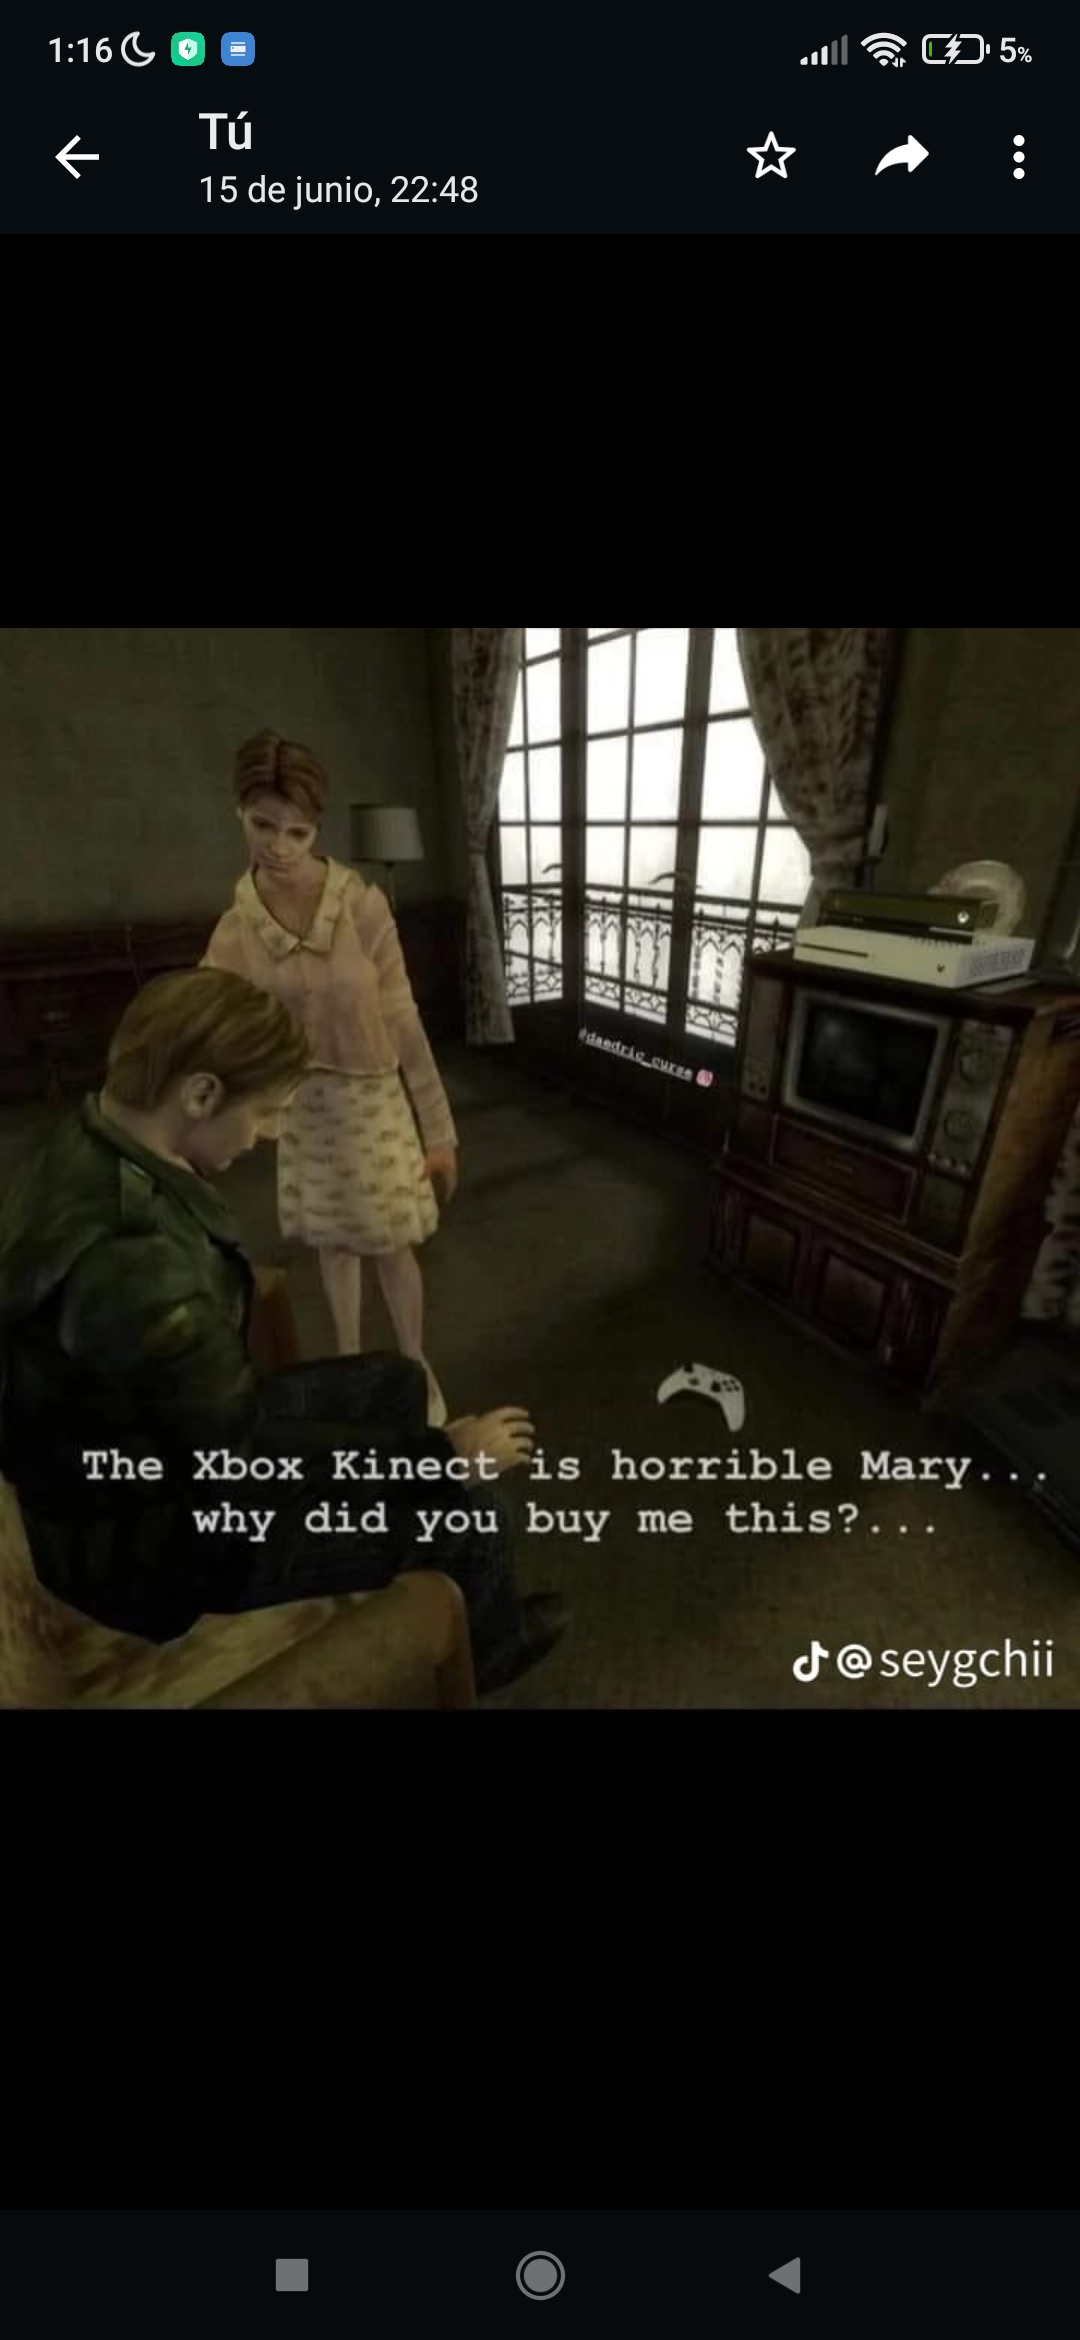 1:16
5%
Tú
15 de junio, 22:48
@daedric_curse
The Xbox Kinect is horrible Mary...
why did you buy me this?...
@seygchii